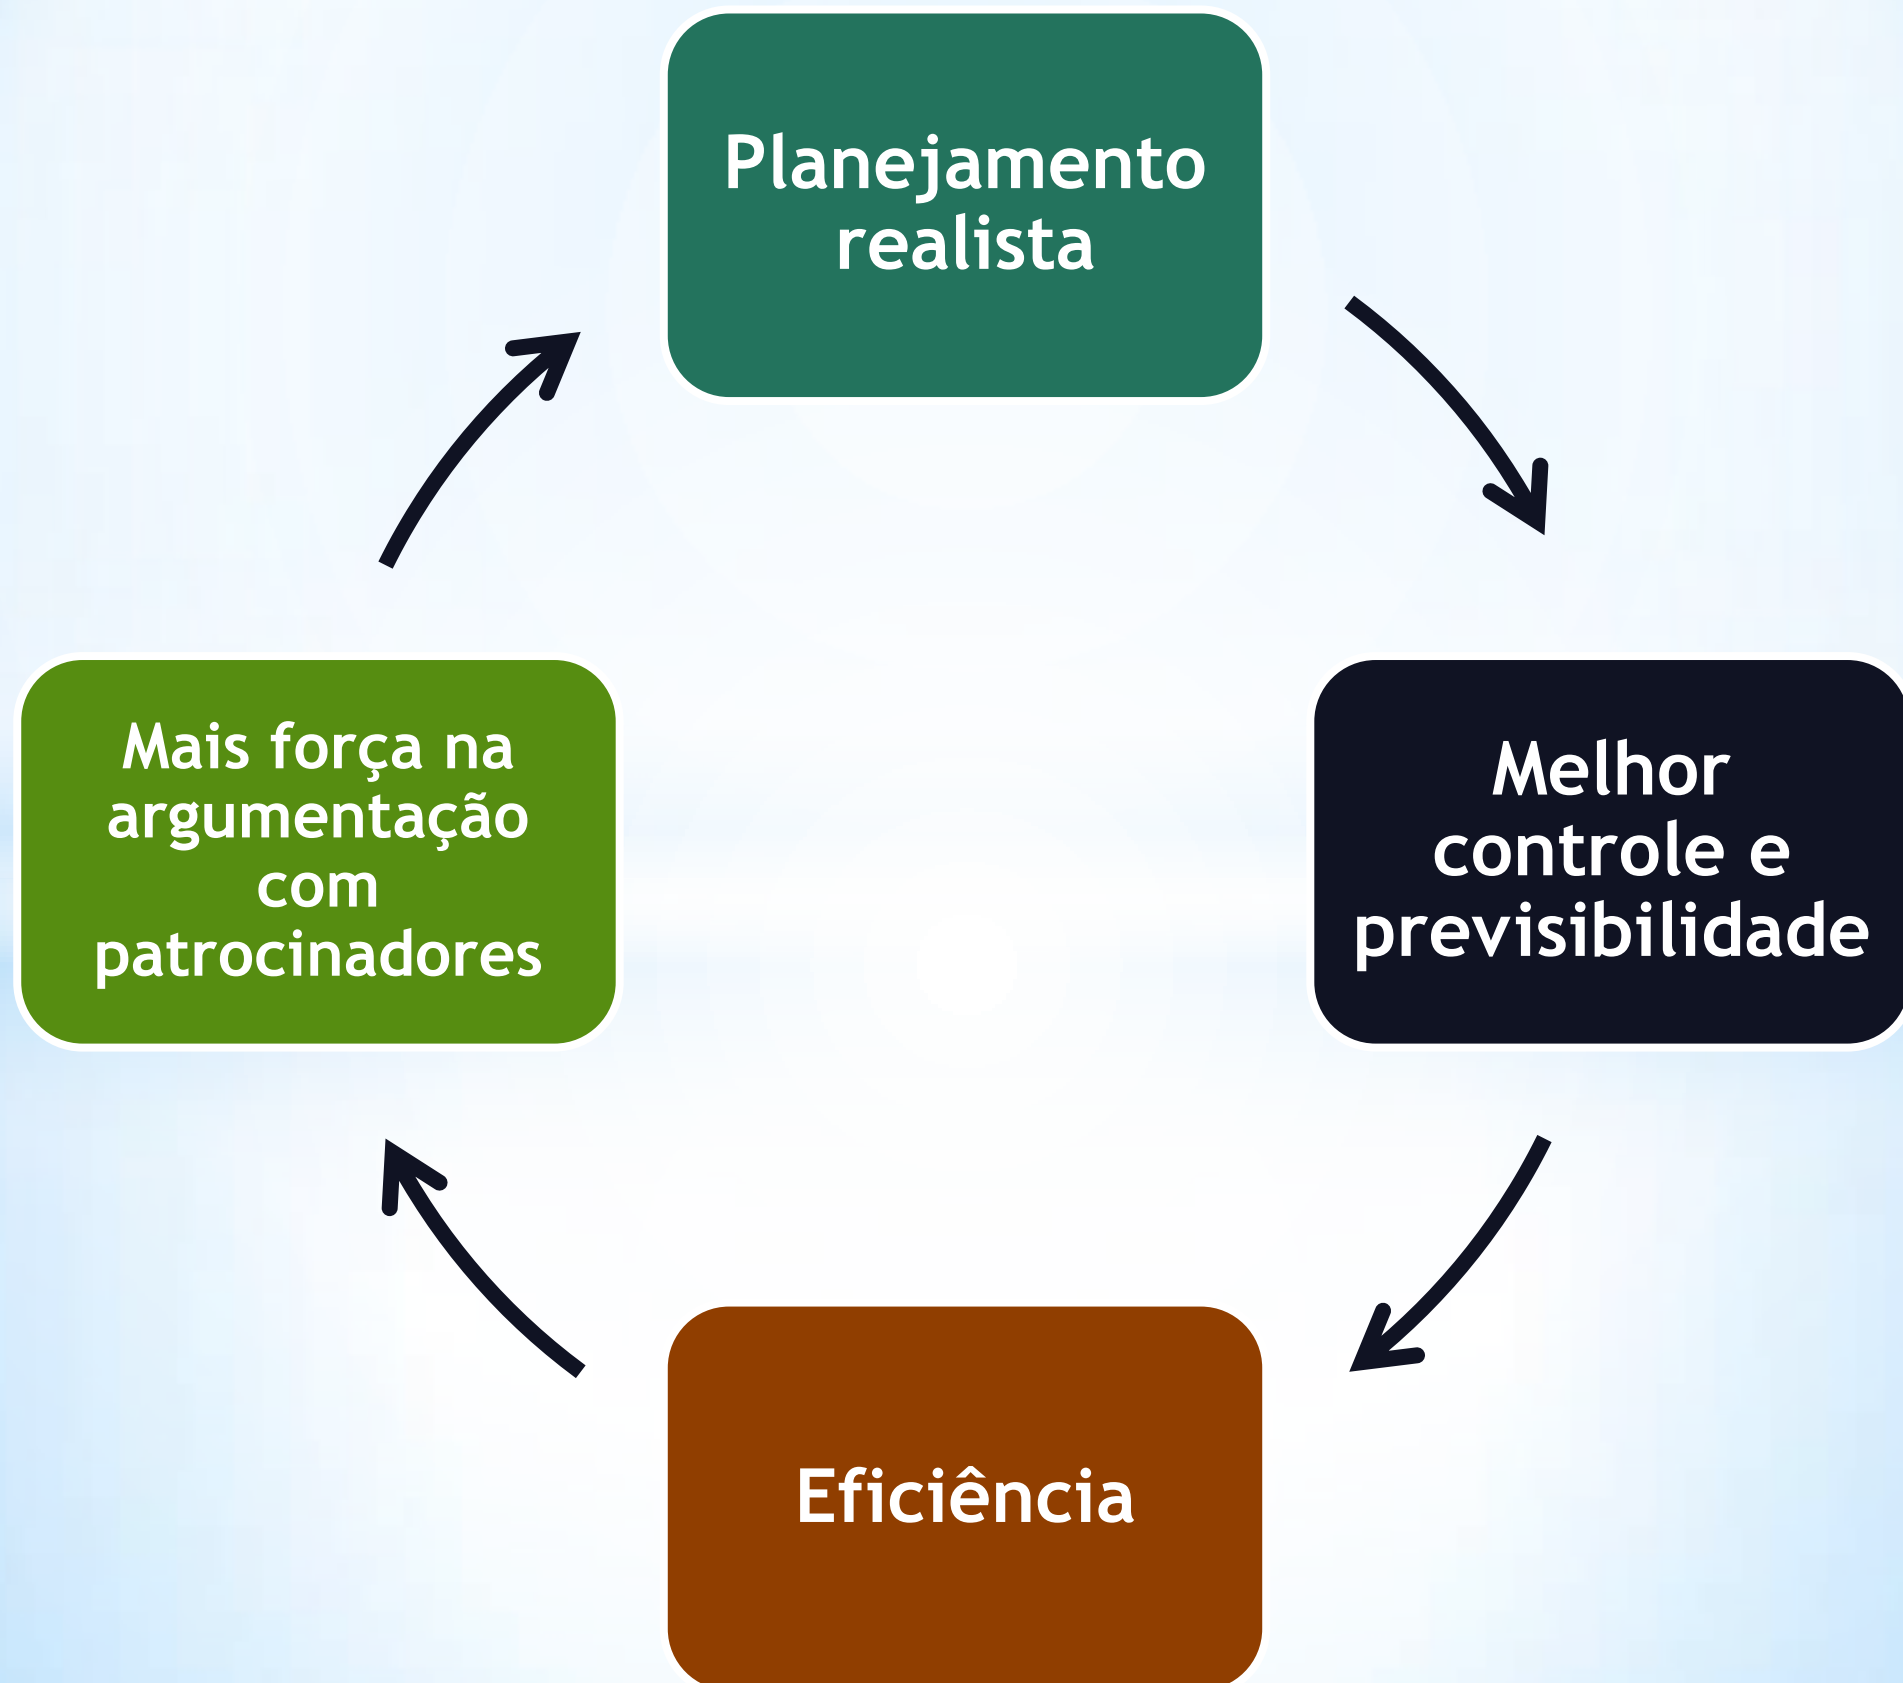 Planejamento
realista
Mais força na
argumentação
com
patrocinadores
Melhor
controle e
previsibilidade
Eficiência